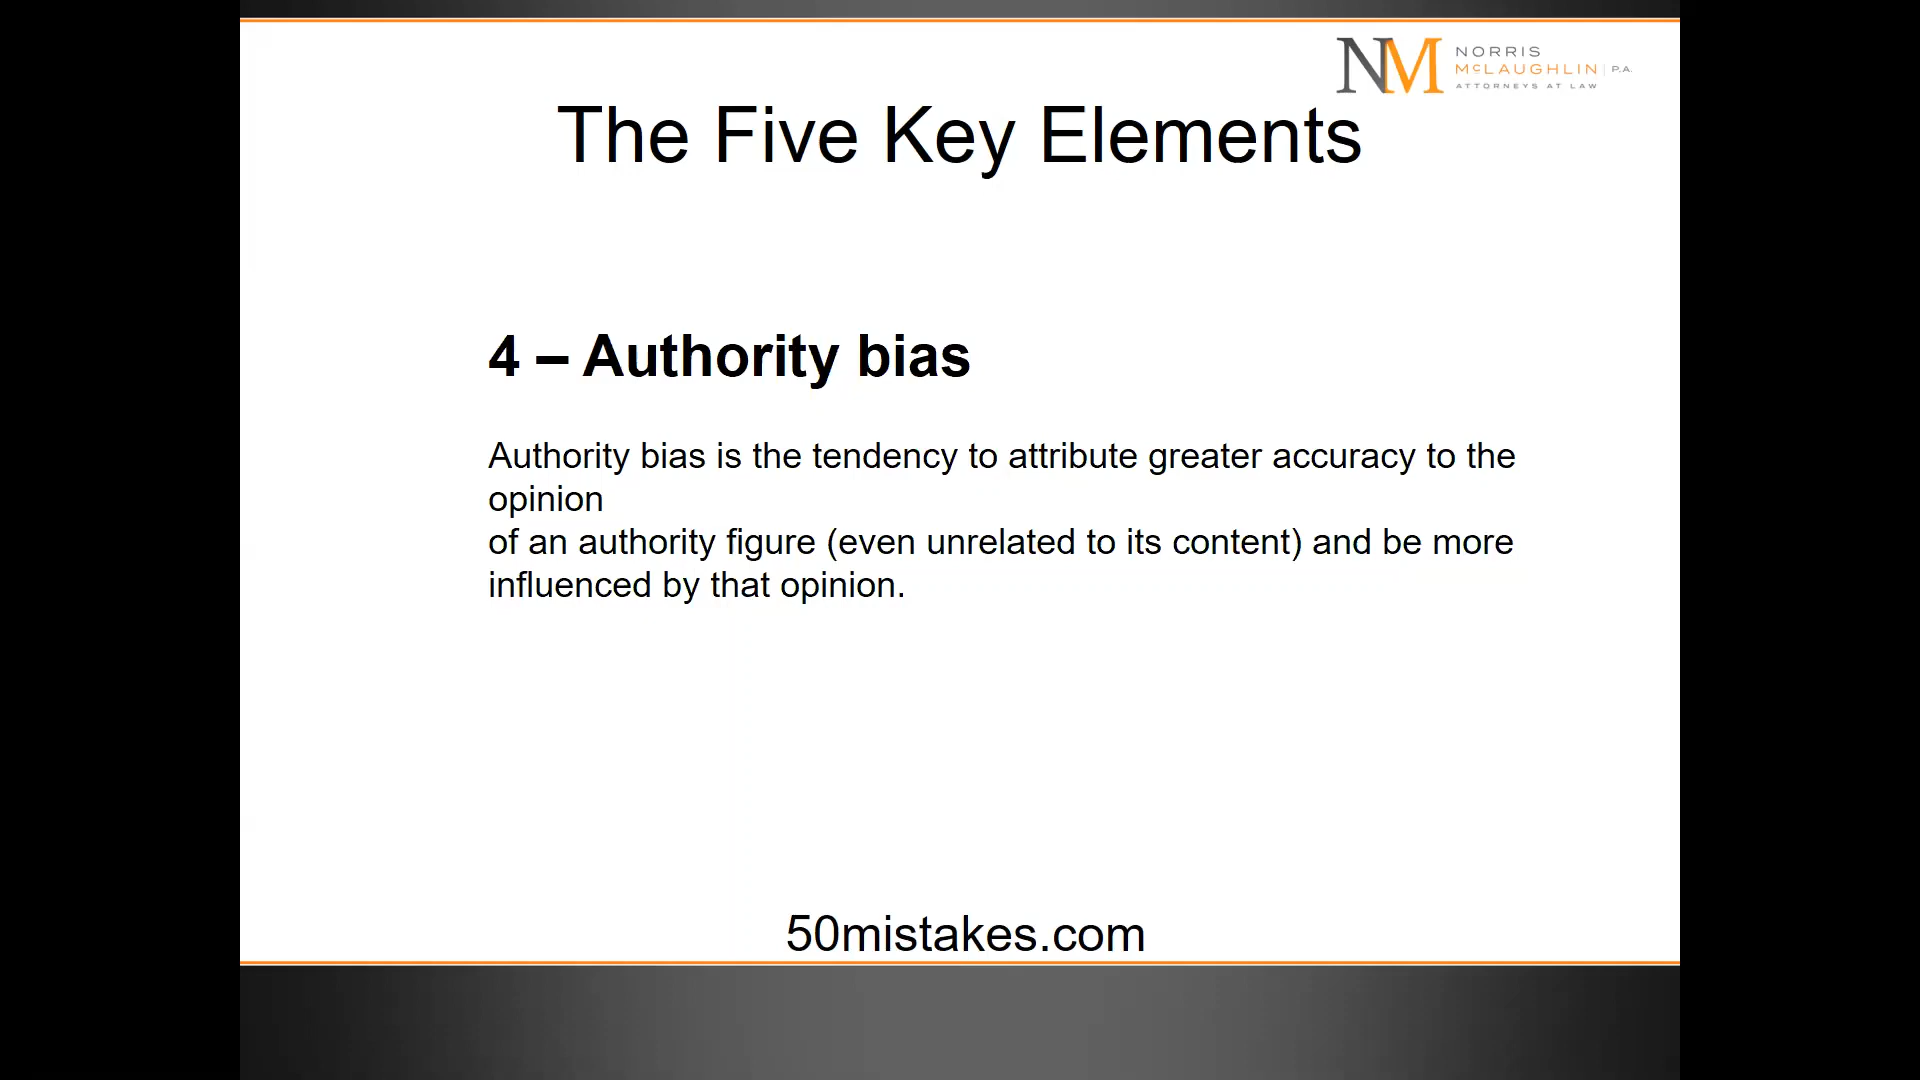 NM NORRIS
McLAUGHLIN | P.A.
ATTORNEYS AT LAW
The Five Key Elements
4 – Authority bias
Authority bias is the tendency to attribute greater accuracy to the
opinion
of an authority figure (even unrelated to its content) and be more
influenced by that opinion.
50mistakes.com